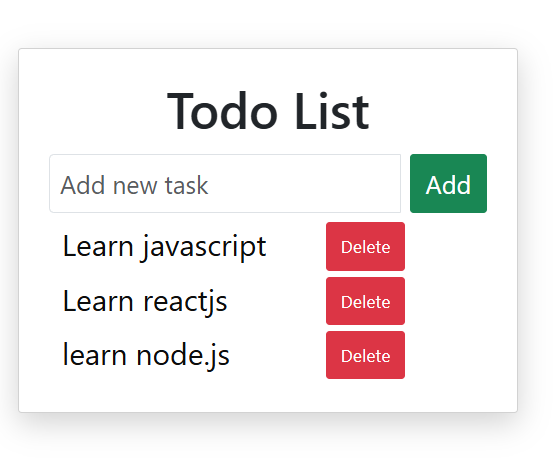 Todo List
Add new task Add
Learn javascript Delete
Learn reactjs Delete
learn node.js Delete